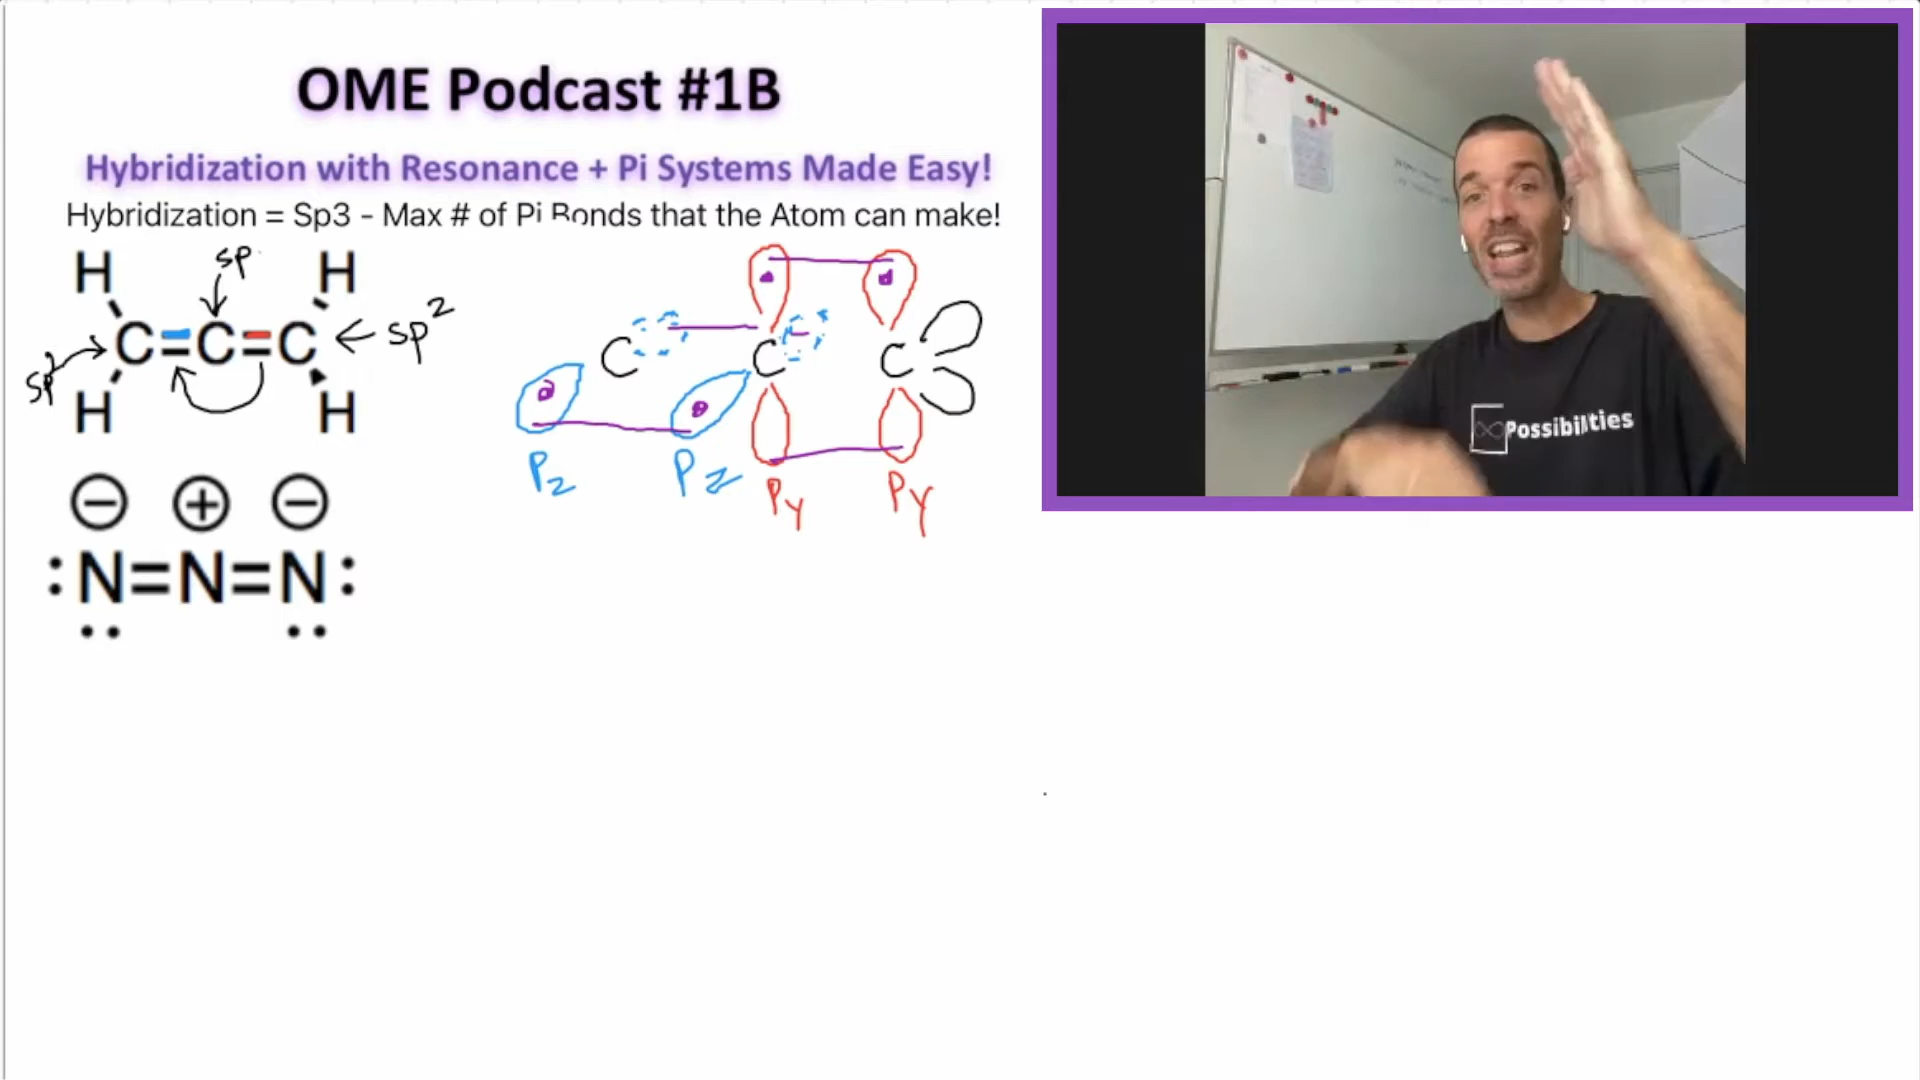 OME Podcast #1B
Hybridization with Resonance + Pi Systems Made Easy!
Hybridization = Sp3 - Max # of Pi Bonds that the Atom can make!
sp
H H
sp2 C=C=C sp2
H H
C C C
Pz Pz Py Py
− + −
:N=N=N:
.. ..
∞ Possibilities